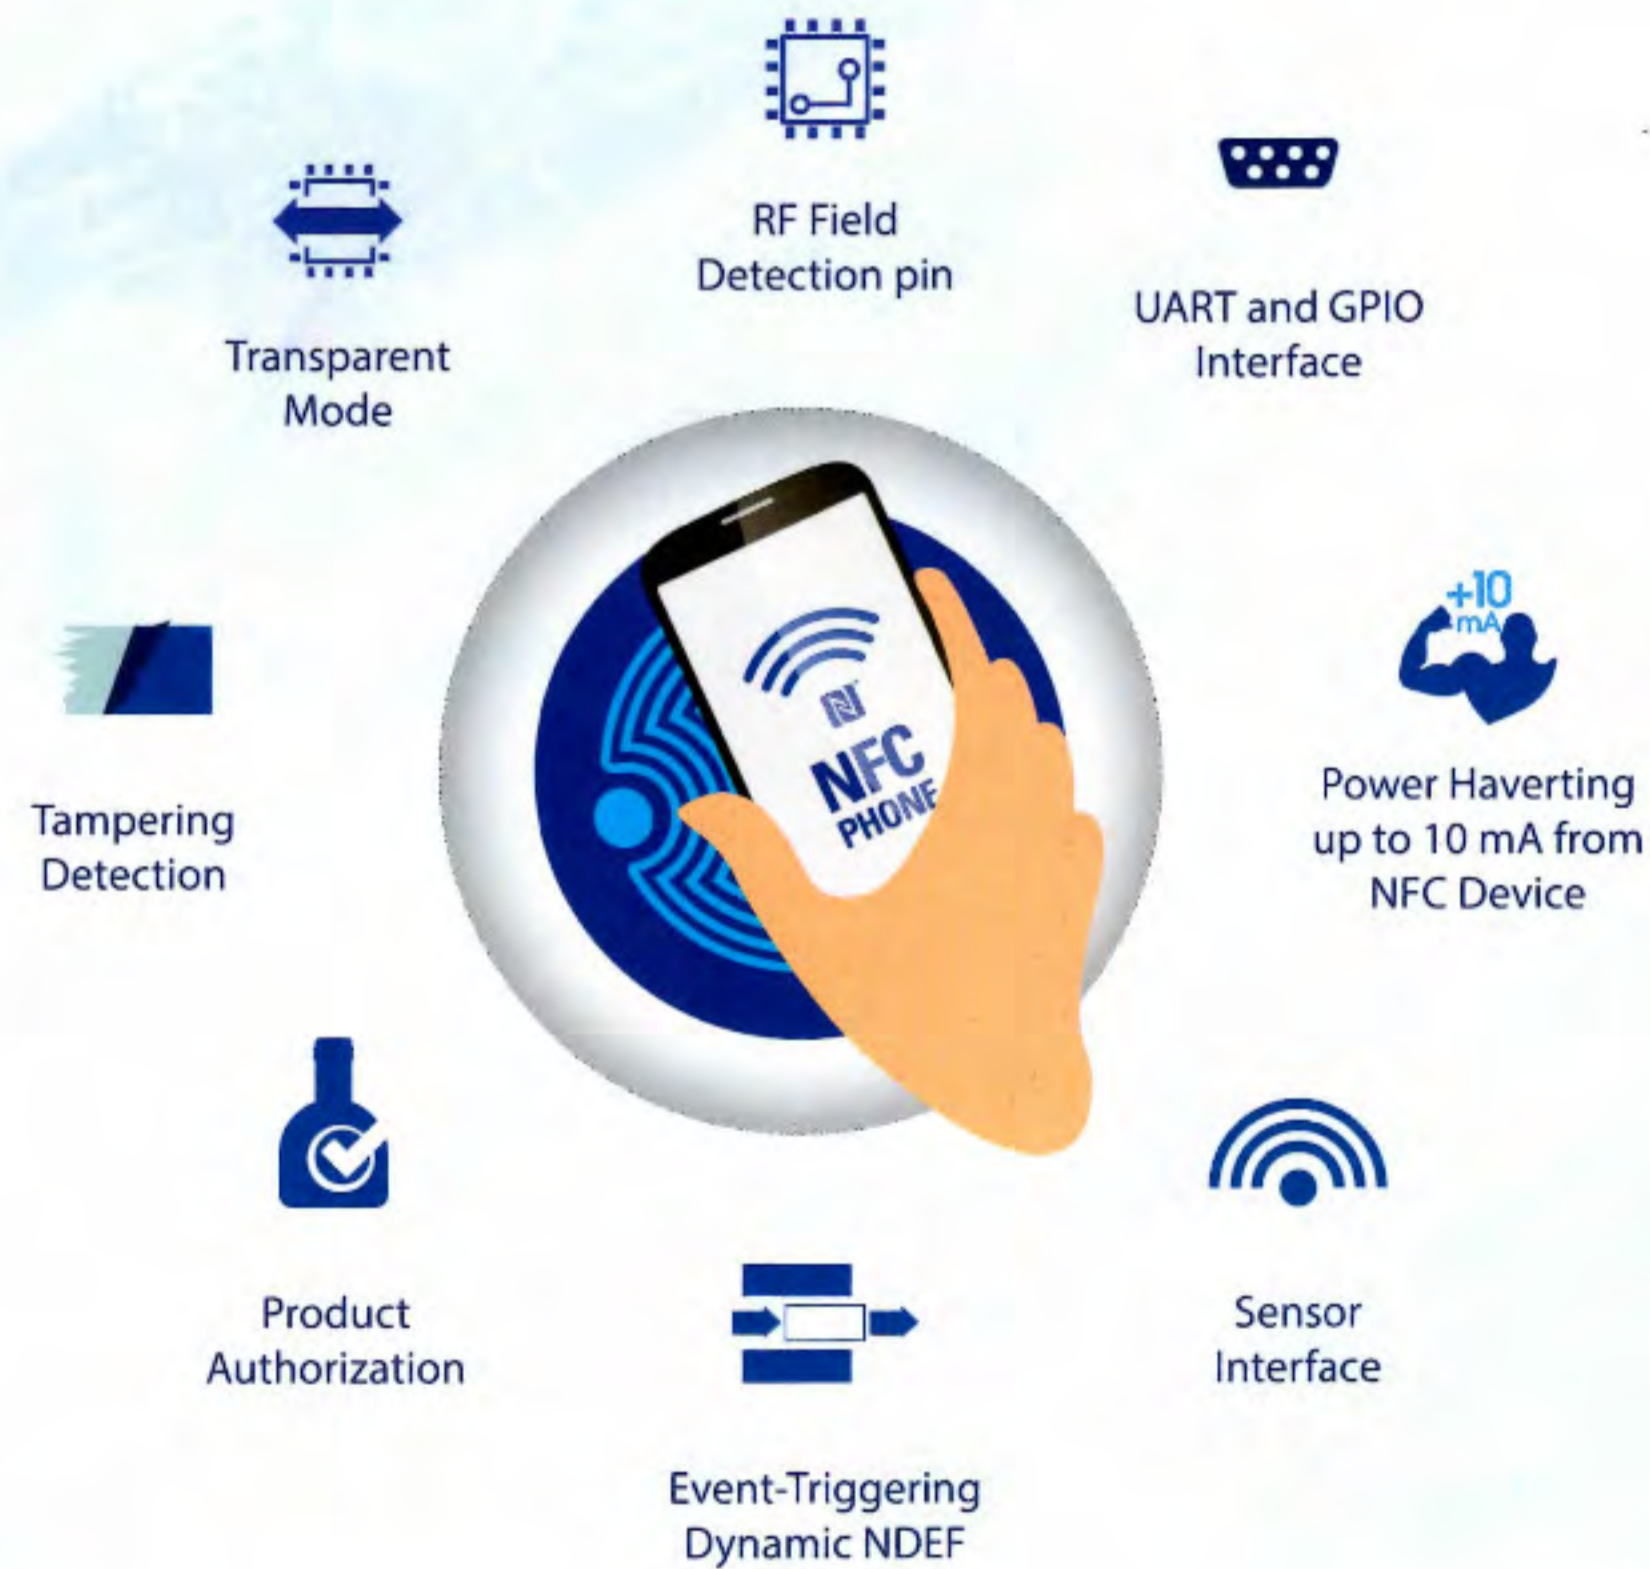 RF Field
Detection pin
UART and GPIO
Interface
Transparent
Mode
+10
mA
Power Haverting
up to 10 mA from
NFC Device
NFC
PHONE
Tampering
Detection
Product
Authorization
Sensor
Interface
Event-Triggering
Dynamic NDEF